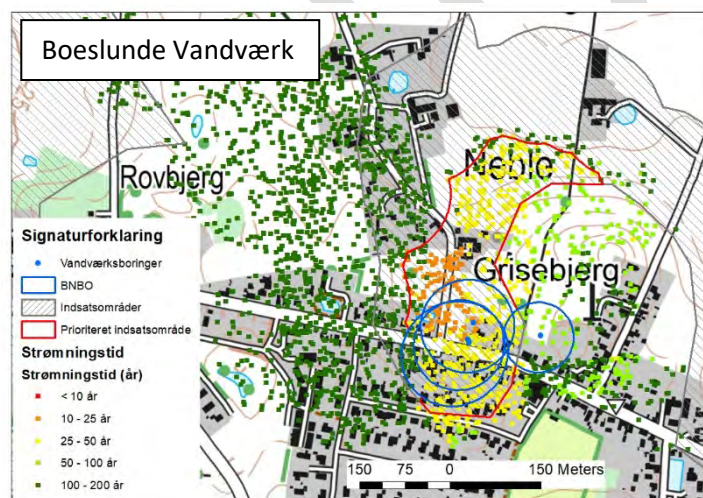 Boeslunde Vandværk
25
Neble
Rovbjerg
Grisebjerg
Signaturforklaring
Vandværksboringer
BNBO
Indsatsområder
Prioriteret indsatsområde
Strømningstid
Strømningstid (år)
< 10 år
10 - 25 år
25 - 50 år
50 - 100 år
100 - 200 år
150 75 0 150 Meters